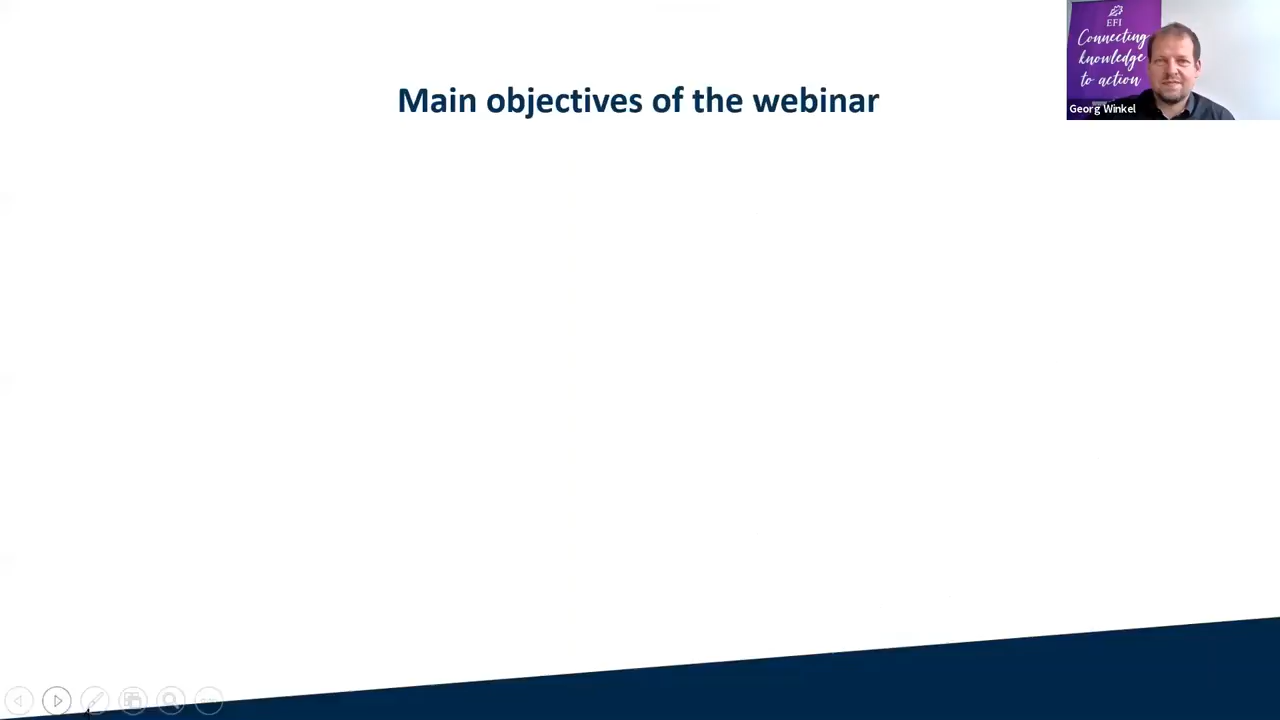 Main objectives of the webinar
EFI
Connecting
knowledge
to action
Georg Winkel